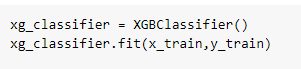 xg_classifier = XGBClassifier()
xg_classifier.fit(x_train,y_train)